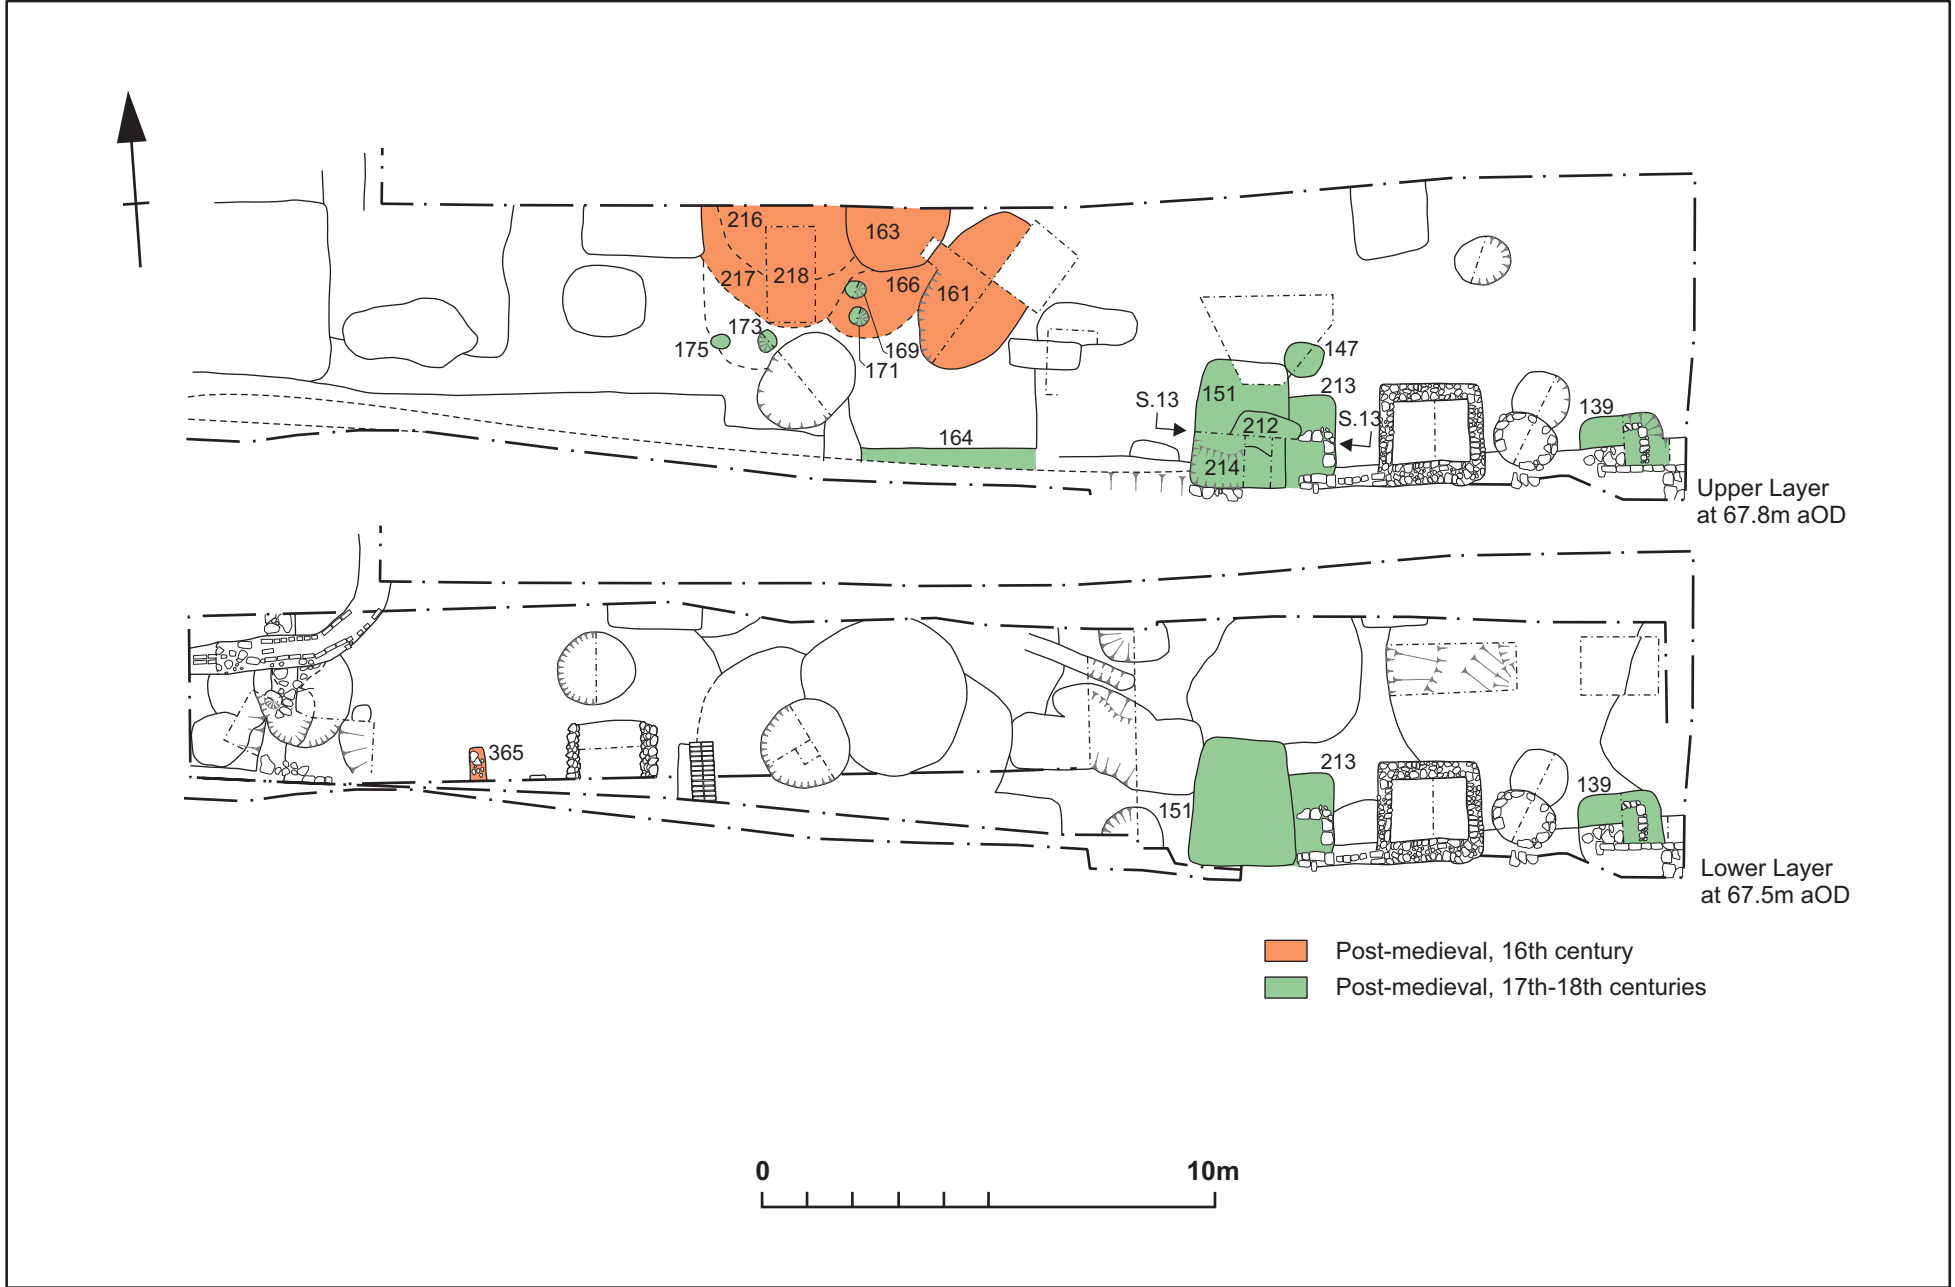 216
163
217
218
166
161
173
175
169
171
147
151
213
S.13
S.13
139
212
164
214
Upper Layer
at 67.8m aOD
365
213
139
151
Lower Layer
at 67.5m aOD
Post-medieval, 16th century
Post-medieval, 17th-18th centuries
0
10m